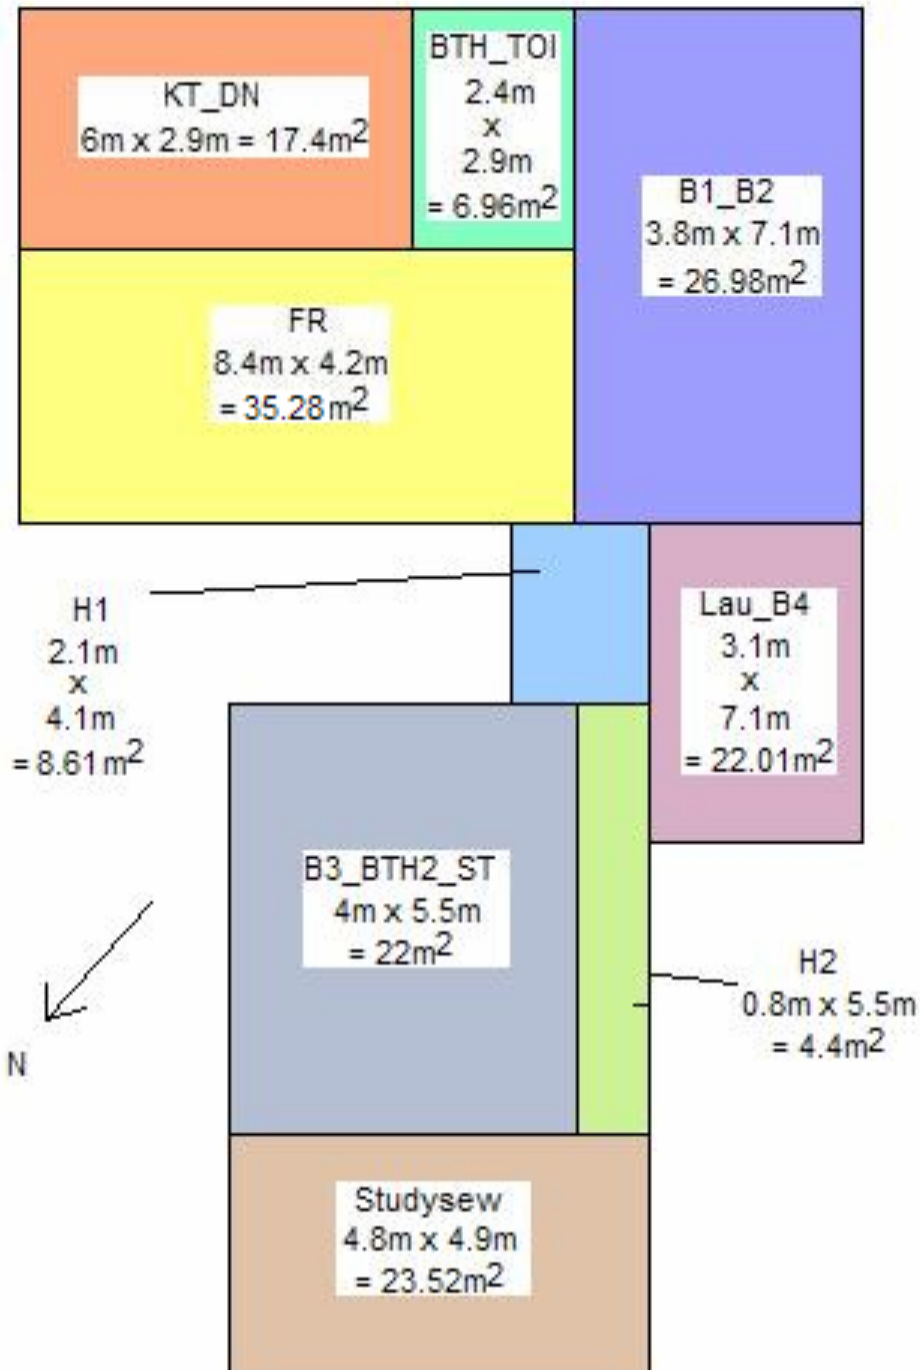 KT_DN
6m x 2.9m = 17.4m²
BTH_TOI
2.4m
x
2.9m
= 6.96m²
B1_B2
3.8m x 7.1m
= 26.98m²
FR
8.4m x 4.2m
= 35.28m²
H1
2.1m
x
4.1m
= 8.61m²
Lau_B4
3.1m
x
7.1m
= 22.01m²
B3_BTH2_ST
4m x 5.5m
= 22m²
H2
0.8m x 5.5m
= 4.4m²
N
Studysew
4.8m x 4.9m
= 23.52m²